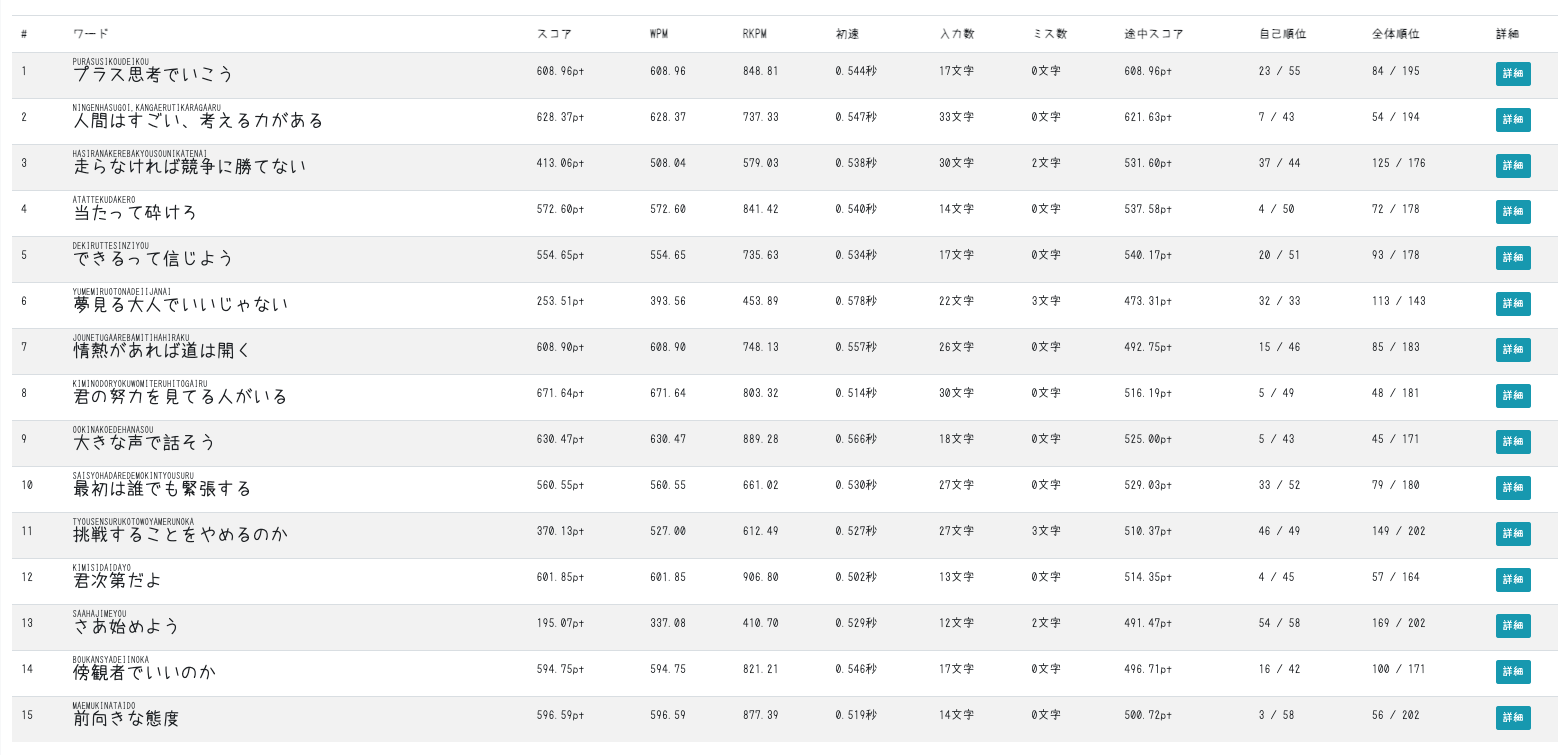 # ワード スコア WPM RKPM 初速 入力数 ミス数 途中スコア 自己順位 全体順位 詳細
PURASUSIKOUDEIKOU
1 プラス思考でいこう 608.96pt 608.96 848.81 0.544秒 17文字 0文字 608.96pt 23 / 55 84 / 195 詳細
NINGENHASUGOI,KANGAERUTIKARAGAARU
2 人間はすごい、考える力がある 628.37pt 628.37 737.33 0.547秒 33文字 0文字 621.63pt 7 / 43 54 / 194 詳細
HASIRANAKEREBAKYOUSOUNIKATENAI
3 走らなければ競争に勝てない 413.06pt 508.04 579.03 0.538秒 30文字 2文字 531.60pt 37 / 44 125 / 176 詳細
ATATTEKUDAKERO
4 当たって砕けろ 572.60pt 572.60 841.42 0.540秒 14文字 0文字 537.58pt 4 / 50 72 / 178 詳細
DEKIRUTTESINZIYOU
5 できるって信じよう 554.65pt 554.65 735.63 0.534秒 17文字 0文字 540.17pt 20 / 51 93 / 178 詳細
YUMEMIRUOTONADEIIJANAI
6 夢見る大人でいいじゃない 253.51pt 393.56 453.89 0.578秒 22文字 3文字 473.31pt 32 / 33 113 / 143 詳細
JOUNETUGAAREBAMITIHAHIRAKU
7 情熱があれば道は開く 608.90pt 608.90 748.13 0.557秒 26文字 0文字 492.75pt 15 / 46 85 / 183 詳細
KIMINODORYOKUWOMITERUHITOGAIRU
8 君の努力を見てる人がいる 671.64pt 671.64 803.32 0.514秒 30文字 0文字 516.19pt 5 / 49 48 / 181 詳細
OOKINAKOEDEHANASOU
9 大きな声で話そう 630.47pt 630.47 889.28 0.566秒 18文字 0文字 525.00pt 5 / 43 45 / 171 詳細
SAISYOHADAREDEMOKINTYOUSURU
10 最初は誰でも緊張する 560.55pt 560.55 661.02 0.530秒 27文字 0文字 529.03pt 33 / 52 79 / 180 詳細
TYOUSENSURUKOTOWOYAMERUNOKA
11 挑戦することをやめるのか 370.13pt 527.00 612.49 0.527秒 27文字 3文字 510.37pt 46 / 49 149 / 202 詳細
KIMISIDAIDAYO
12 君次第だよ 601.85pt 601.85 906.80 0.502秒 13文字 0文字 514.35pt 4 / 45 57 / 164 詳細
SAAHAJIMEYOU
13 さあ始めよう 195.07pt 337.08 410.70 0.529秒 12文字 2文字 491.47pt 54 / 58 169 / 202 詳細
BOUKANSYADEIINOKA
14 傍観者でいいのか 594.75pt 594.75 821.21 0.546秒 17文字 0文字 496.71pt 16 / 42 100 / 171 詳細
MAEMUKINATAIDO
15 前向きな態度 596.59pt 596.59 877.39 0.519秒 14文字 0文字 500.72pt 3 / 58 56 / 202 詳細